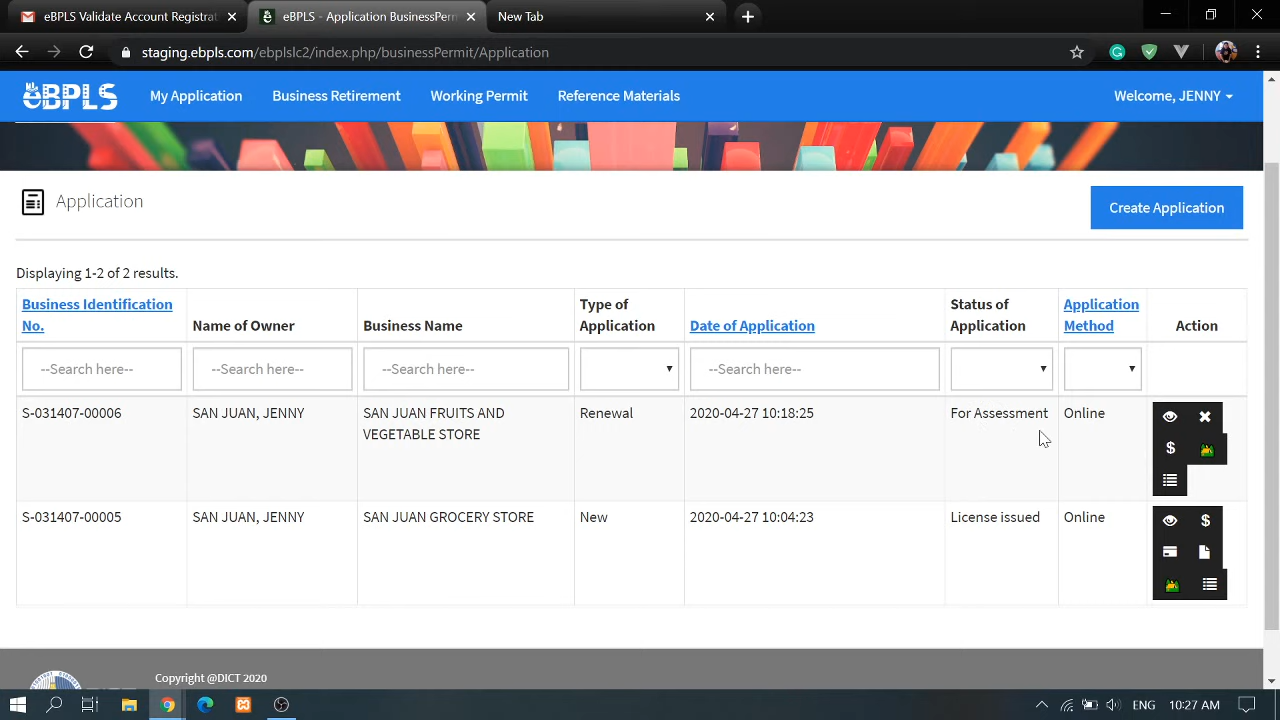 eBPLS Validate Account Registrat
eBPLS - Application BusinessPerm
New Tab
staging.ebpls.com/ebplslc2/index.php/businessPermit/Application
eBPLS
My Application
Business Retirement
Working Permit
Reference Materials
Welcome, JENNY
Application
Create Application
Displaying 1-2 of 2 results.
Business Identification
No.
Name of Owner
Business Name
Type of
Application
Date of Application
Status of
Application
Application
Method
Action
--Search here--
--Search here--
--Search here--
--Search here--
S-031407-00006
SAN JUAN, JENNY
SAN JUAN FRUITS AND
VEGETABLE STORE
Renewal
2020-04-27 10:18:25
For Assessment
Online
S-031407-00005
SAN JUAN, JENNY
SAN JUAN GROCERY STORE
New
2020-04-27 10:04:23
License issued
Online
Copyright @DICT 2020
ENG
10:27 AM